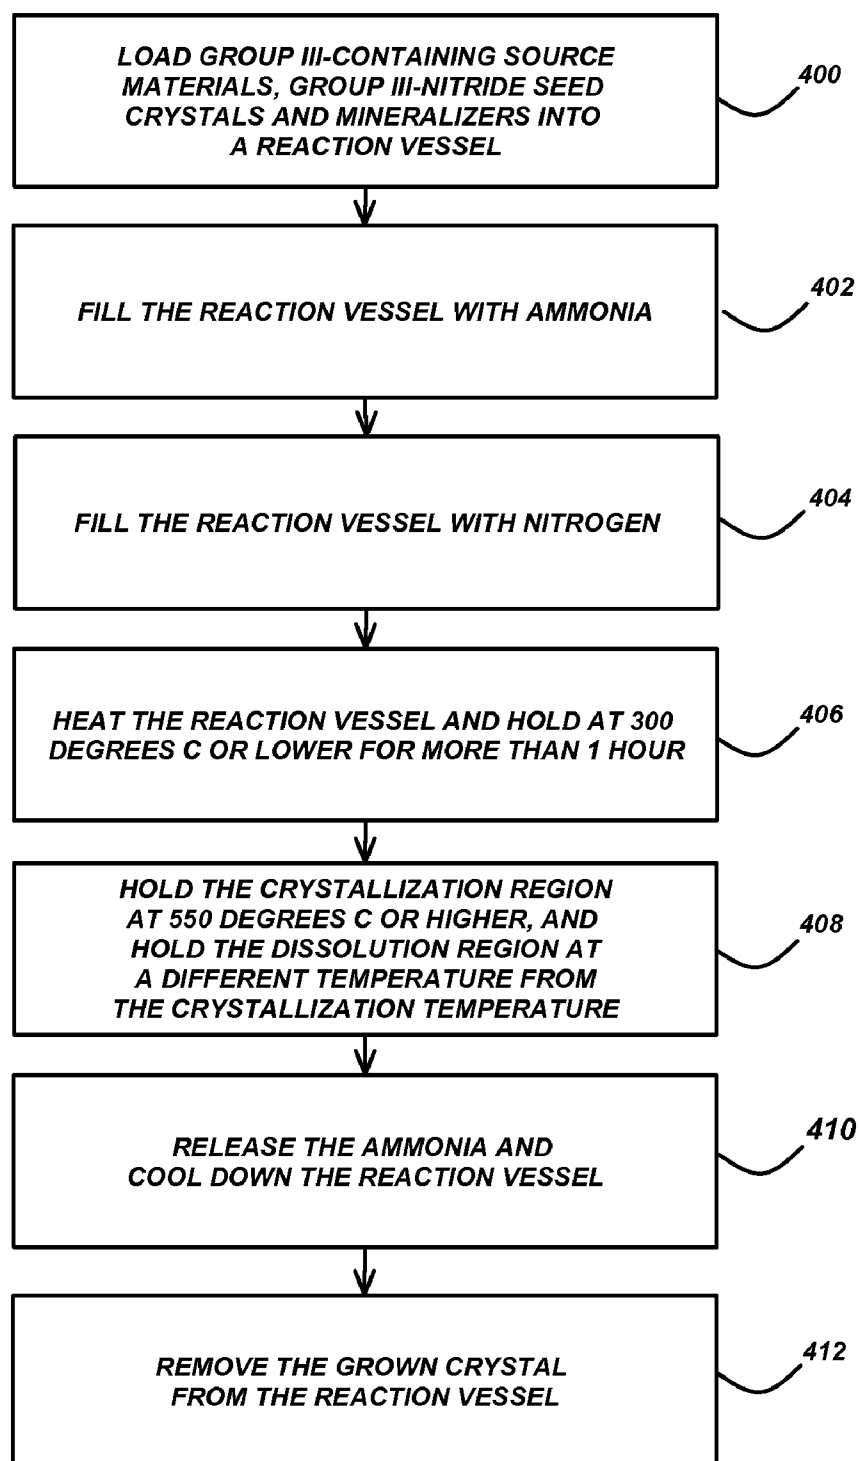 LOAD GROUP III-CONTAINING SOURCE
MATERIALS, GROUP III-NITRIDE SEED
CRYSTALS AND MINERALIZERS INTO
A REACTION VESSEL
400
FILL THE REACTION VESSEL WITH AMMONIA
402
FILL THE REACTION VESSEL WITH NITROGEN
404
HEAT THE REACTION VESSEL AND HOLD AT 300
DEGREES C OR LOWER FOR MORE THAN 1 HOUR
406
HOLD THE CRYSTALLIZATION REGION
AT 550 DEGREES C OR HIGHER, AND
HOLD THE DISSOLUTION REGION AT
A DIFFERENT TEMPERATURE FROM
THE CRYSTALLIZATION TEMPERATURE
408
RELEASE THE AMMONIA AND
COOL DOWN THE REACTION VESSEL
410
REMOVE THE GROWN CRYSTAL
FROM THE REACTION VESSEL
412